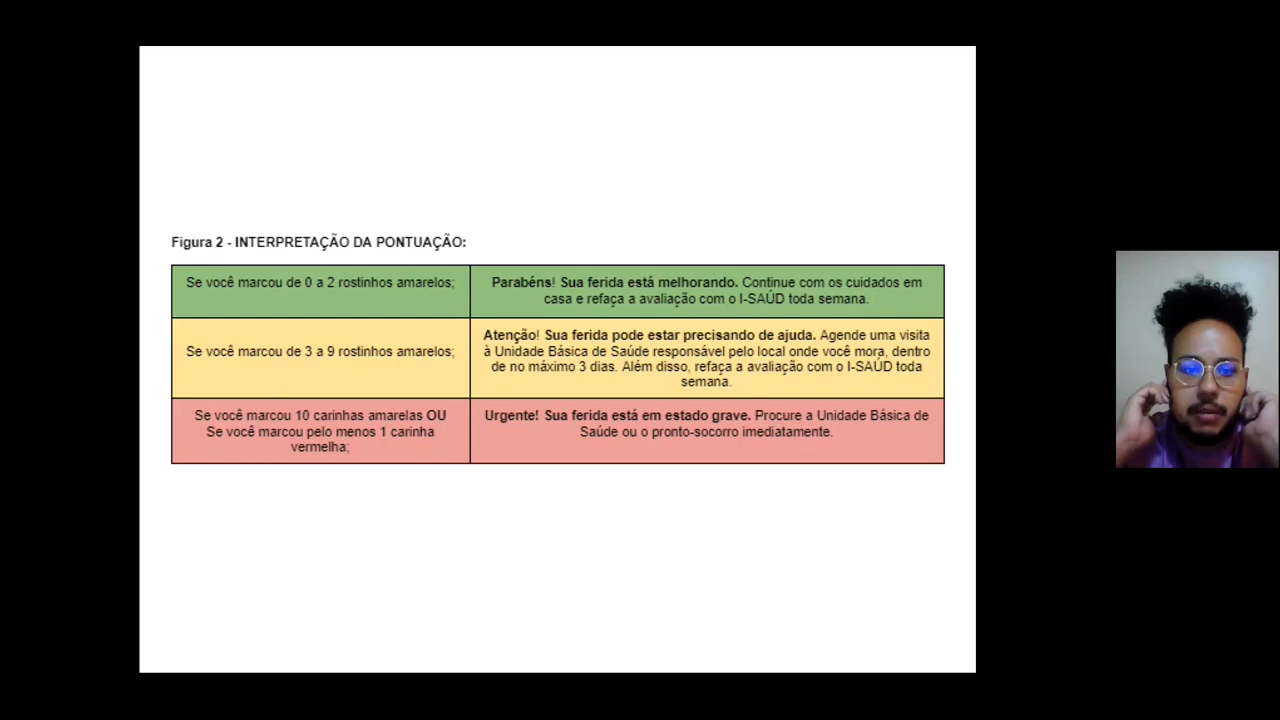 Figura 2 - INTERPRETAÇÃO DA PONTUAÇÃO:
Se você marcou de 0 a 2 rostinhos amarelos;
Parabéns! Sua ferida está melhorando. Continue com os cuidados em
casa e refaça a avaliação com o I-SAÚD toda semana.
Se você marcou de 3 a 9 rostinhos amarelos;
Atenção! Sua ferida pode estar precisando de ajuda. Agende uma visita
à Unidade Básica de Saúde responsável pelo local onde você mora, dentro
de no máximo 3 dias. Além disso, refaça a avaliação com o I-SAÚD toda
semana.
Se você marcou 10 carinhas amarelas OU
Se você marcou pelo menos 1 carinha
vermelha;
Urgente! Sua ferida está em estado grave. Procure a Unidade Básica de
Saúde ou o pronto-socorro imediatamente.